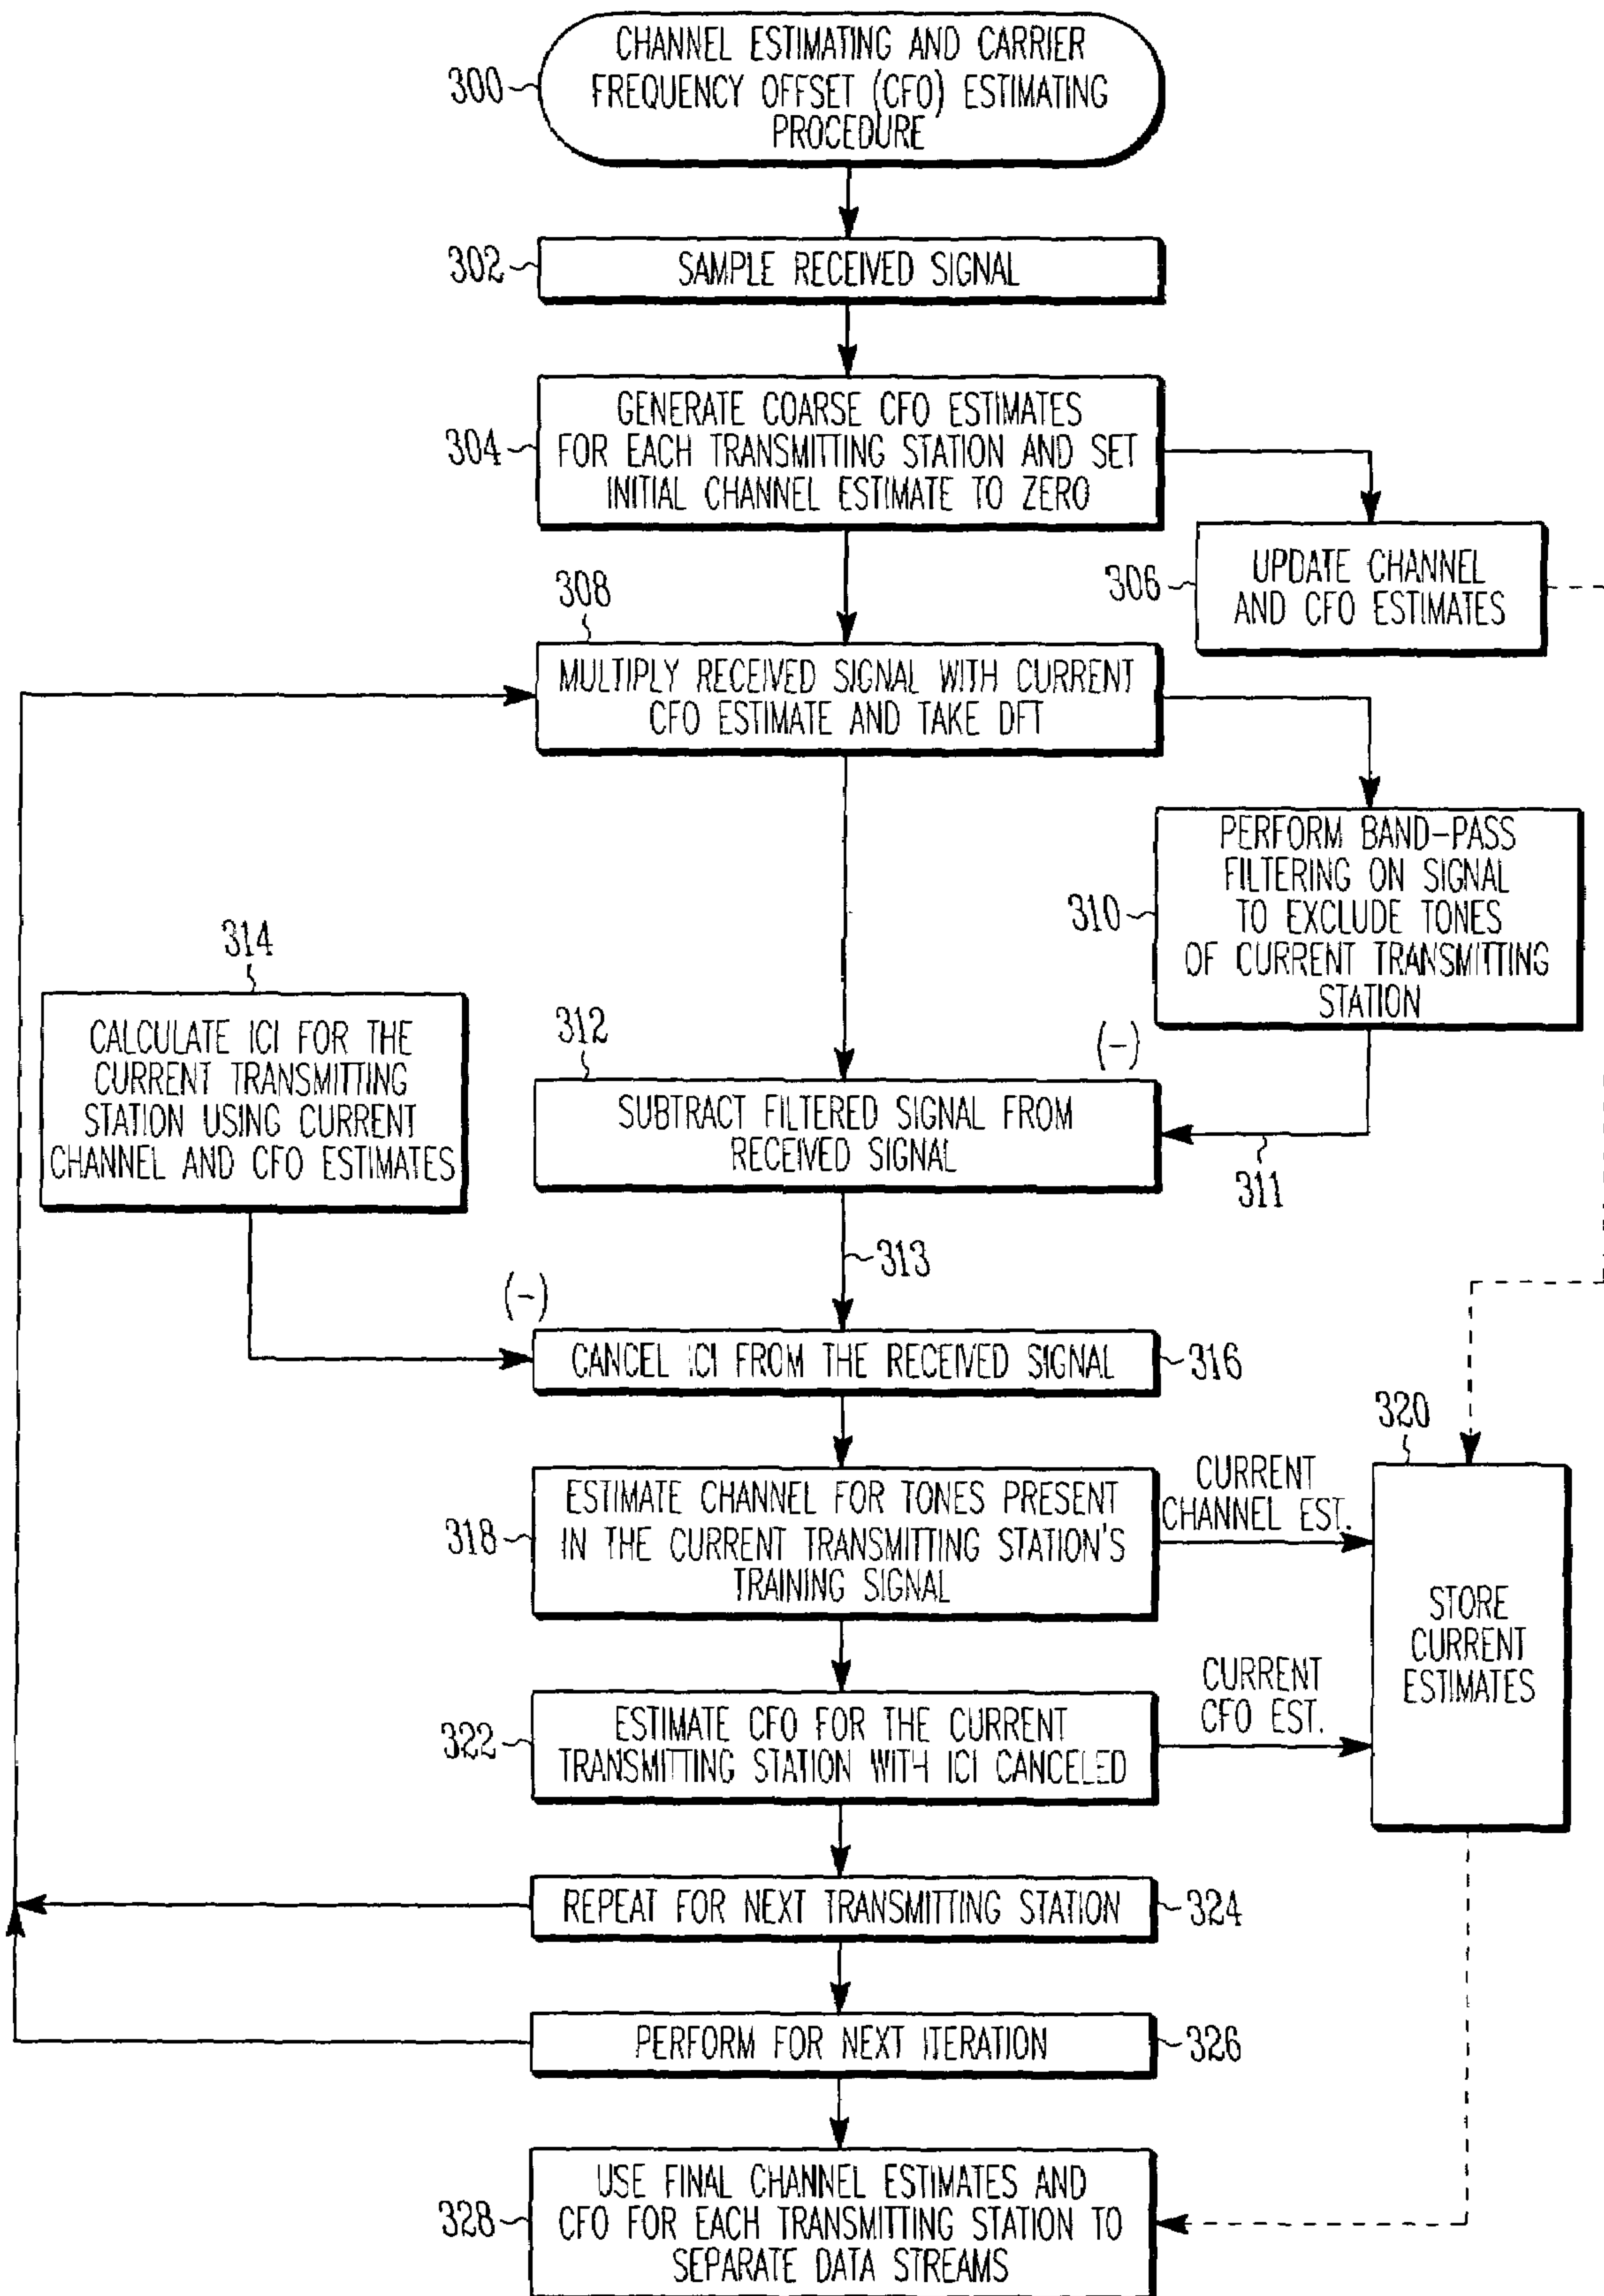 CHANNEL ESTIMATING AND CARRIER
FREQUENCY OFFSET (CFO) ESTIMATING
PROCEDURE
300
302
SAMPLE RECEIVED SIGNAL
304
GENERATE COARSE CFO ESTIMATES
FOR EACH TRANSMITTING STATION AND SET
INITIAL CHANNEL ESTIMATE TO ZERO
306
UPDATE CHANNEL
AND CFO ESTIMATES
308
MULTIPLY RECEIVED SIGNAL WITH CURRENT
CFO ESTIMATE AND TAKE DFT
310
PERFORM BAND-PASS
FILTERING ON SIGNAL
TO EXCLUDE TONES
OF CURRENT TRANSMITTING
STATION
314
CALCULATE ICI FOR THE
CURRENT TRANSMITTING
STATION USING CURRENT
CHANNEL AND CFO ESTIMATES
312
(-)
SUBTRACT FILTERED SIGNAL FROM
RECEIVED SIGNAL
311
313
(-)
CANCEL ICI FROM THE RECEIVED SIGNAL
316
318
ESTIMATE CHANNEL FOR TONES PRESENT
IN THE CURRENT TRANSMITTING STATION'S
TRAINING SIGNAL
CURRENT
CHANNEL EST.
320
STORE
CURRENT
ESTIMATES
322
ESTIMATE CFO FOR THE CURRENT
TRANSMITTING STATION WITH ICI CANCELED
CURRENT
CFO EST.
REPEAT FOR NEXT TRANSMITTING STATION
324
PERFORM FOR NEXT ITERATION
326
328
USE FINAL CHANNEL ESTIMATES AND
CFO FOR EACH TRANSMITTING STATION TO
SEPARATE DATA STREAMS